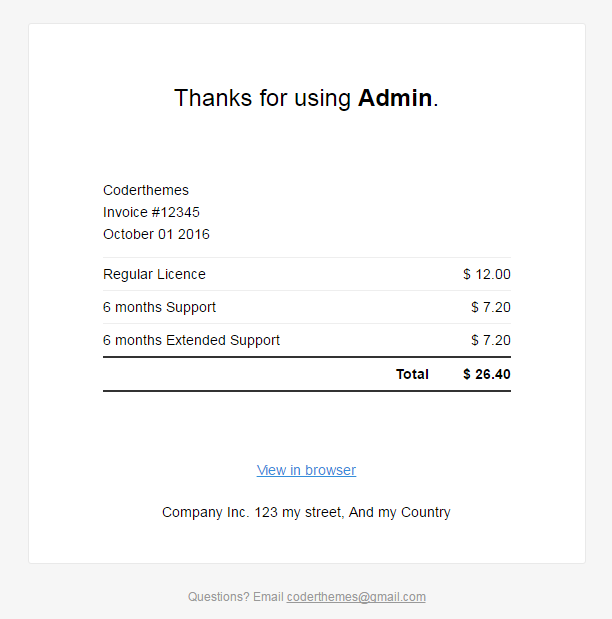 Thanks for using Admin.
Coderthemes
Invoice #12345
October 01 2016
Regular Licence $ 12.00
6 months Support $ 7.20
6 months Extended Support $ 7.20
Total $ 26.40
View in browser
Company Inc. 123 my street, And my Country
Questions? Email coderthemes@gmail.com